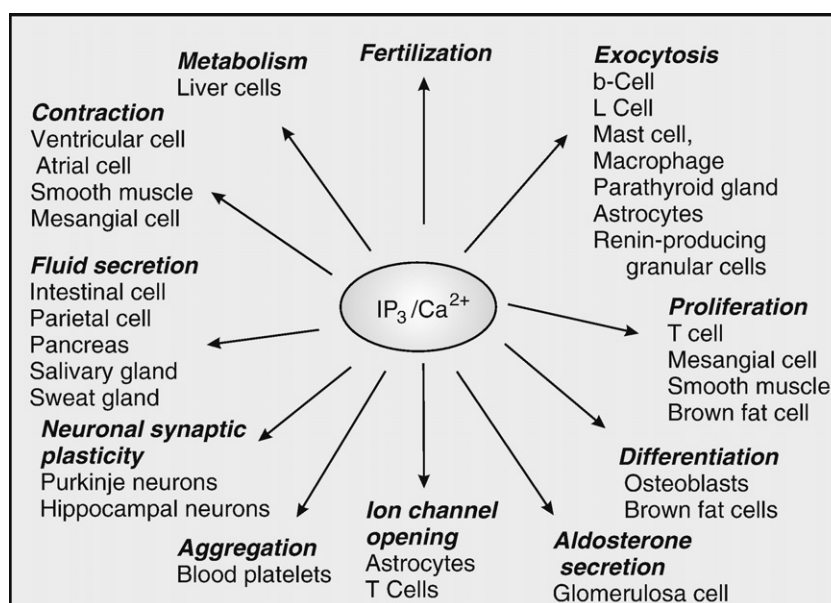 Metabolism
Liver cells
Fertilization
Exocytosis
b-Cell
L Cell
Mast cell,
Macrophage
Parathyroid gland
Astrocytes
Renin-producing
granular cells
Contraction
Ventricular cell
Atrial cell
Smooth muscle
Mesangial cell
Fluid secretion
Intestinal cell
Parietal cell
Pancreas
Salivary gland
Sweat gland
IP₃/Ca²⁺
Proliferation
T cell
Mesangial cell
Smooth muscle
Brown fat cell
Neuronal synaptic
plasticity
Purkinje neurons
Hippocampal neurons
Differentiation
Osteoblasts
Brown fat cells
Aggregation
Blood platelets
Ion channel
opening
Astrocytes
T Cells
Aldosterone
secretion
Glomerulosa cell